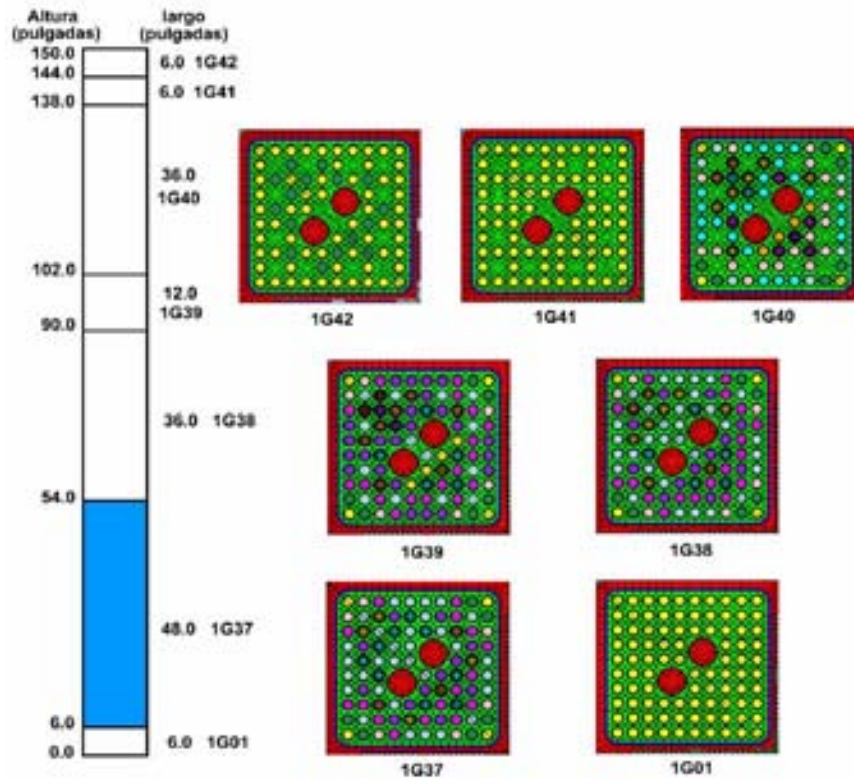 Altura
(pulgadas)
largo
(pulgadas)
150.0
6.0 1G42
144.0
6.0 1G41
138.0
36.0
1G40
102.0
12.0
1G39
90.0
36.0 1G38
54.0
48.0 1G37
6.0
6.0 1G01
0.0
1G42
1G41
1G40
1G39
1G38
1G37
1G01